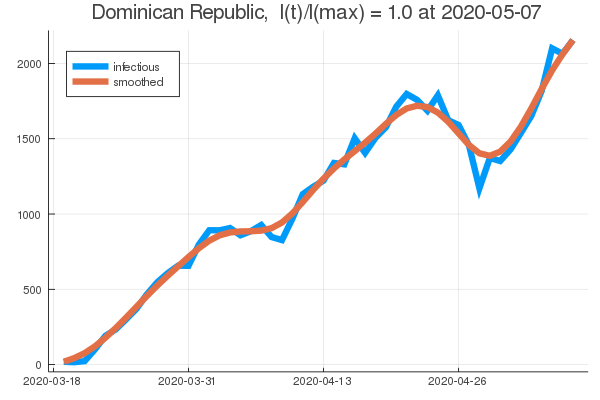 Dominican Republic, I(t)/I(max) = 1.0 at 2020-05-07
infectious
smoothed
2000
1500
1000
500
0
2020-03-18 2020-03-31 2020-04-13 2020-04-26